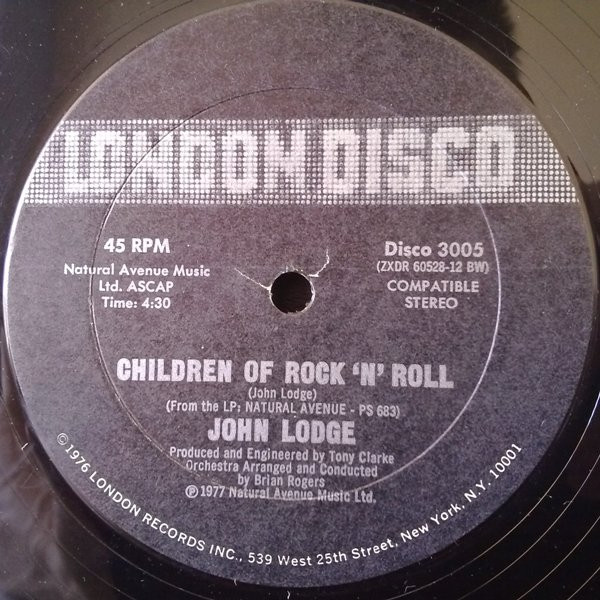 LONDON DISCO
45 RPM
Natural Avenue Music
Ltd. ASCAP
Time: 4:30
Disco 3005
(ZXDR 60528-12 BW)
COMPATIBLE
STEREO
CHILDREN OF ROCK 'N' ROLL
(John Lodge)
(From the LP: NATURAL AVENUE - PS 683)
JOHN LODGE
Produced and Engineered by Tony Clarke
Orchestra Arranged and Conducted
by Brian Rogers
℗ 1977 Natural Avenue Music Ltd.
©1976 LONDON RECORDS INC., 539 West 25th Street, New York, N.Y. 10001